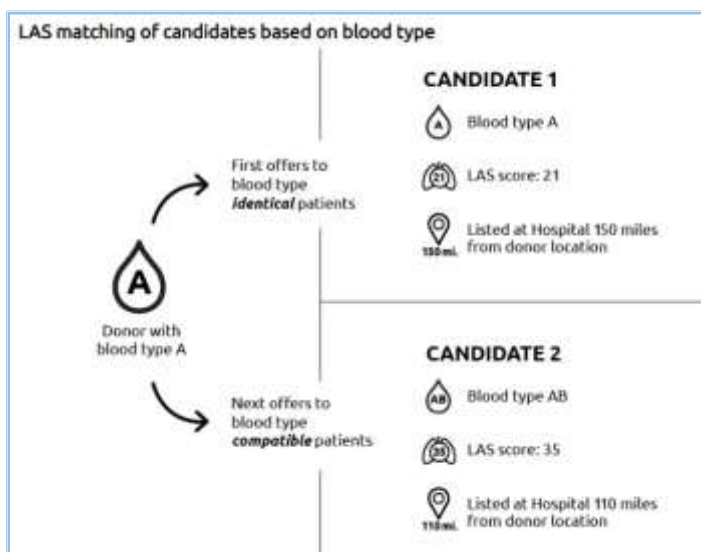 LAS matching of candidates based on blood type
CANDIDATE 1
A
Blood type A
First offers to
blood type
identical patients
21
LAS score: 21
150 mi.
Listed at Hospital 150 miles
from donor location
A
Donor with
blood type A
Next offers to
blood type
compatible patients
CANDIDATE 2
AB
Blood type AB
35
LAS score: 35
110 mi.
Listed at Hospital 110 miles
from donor location